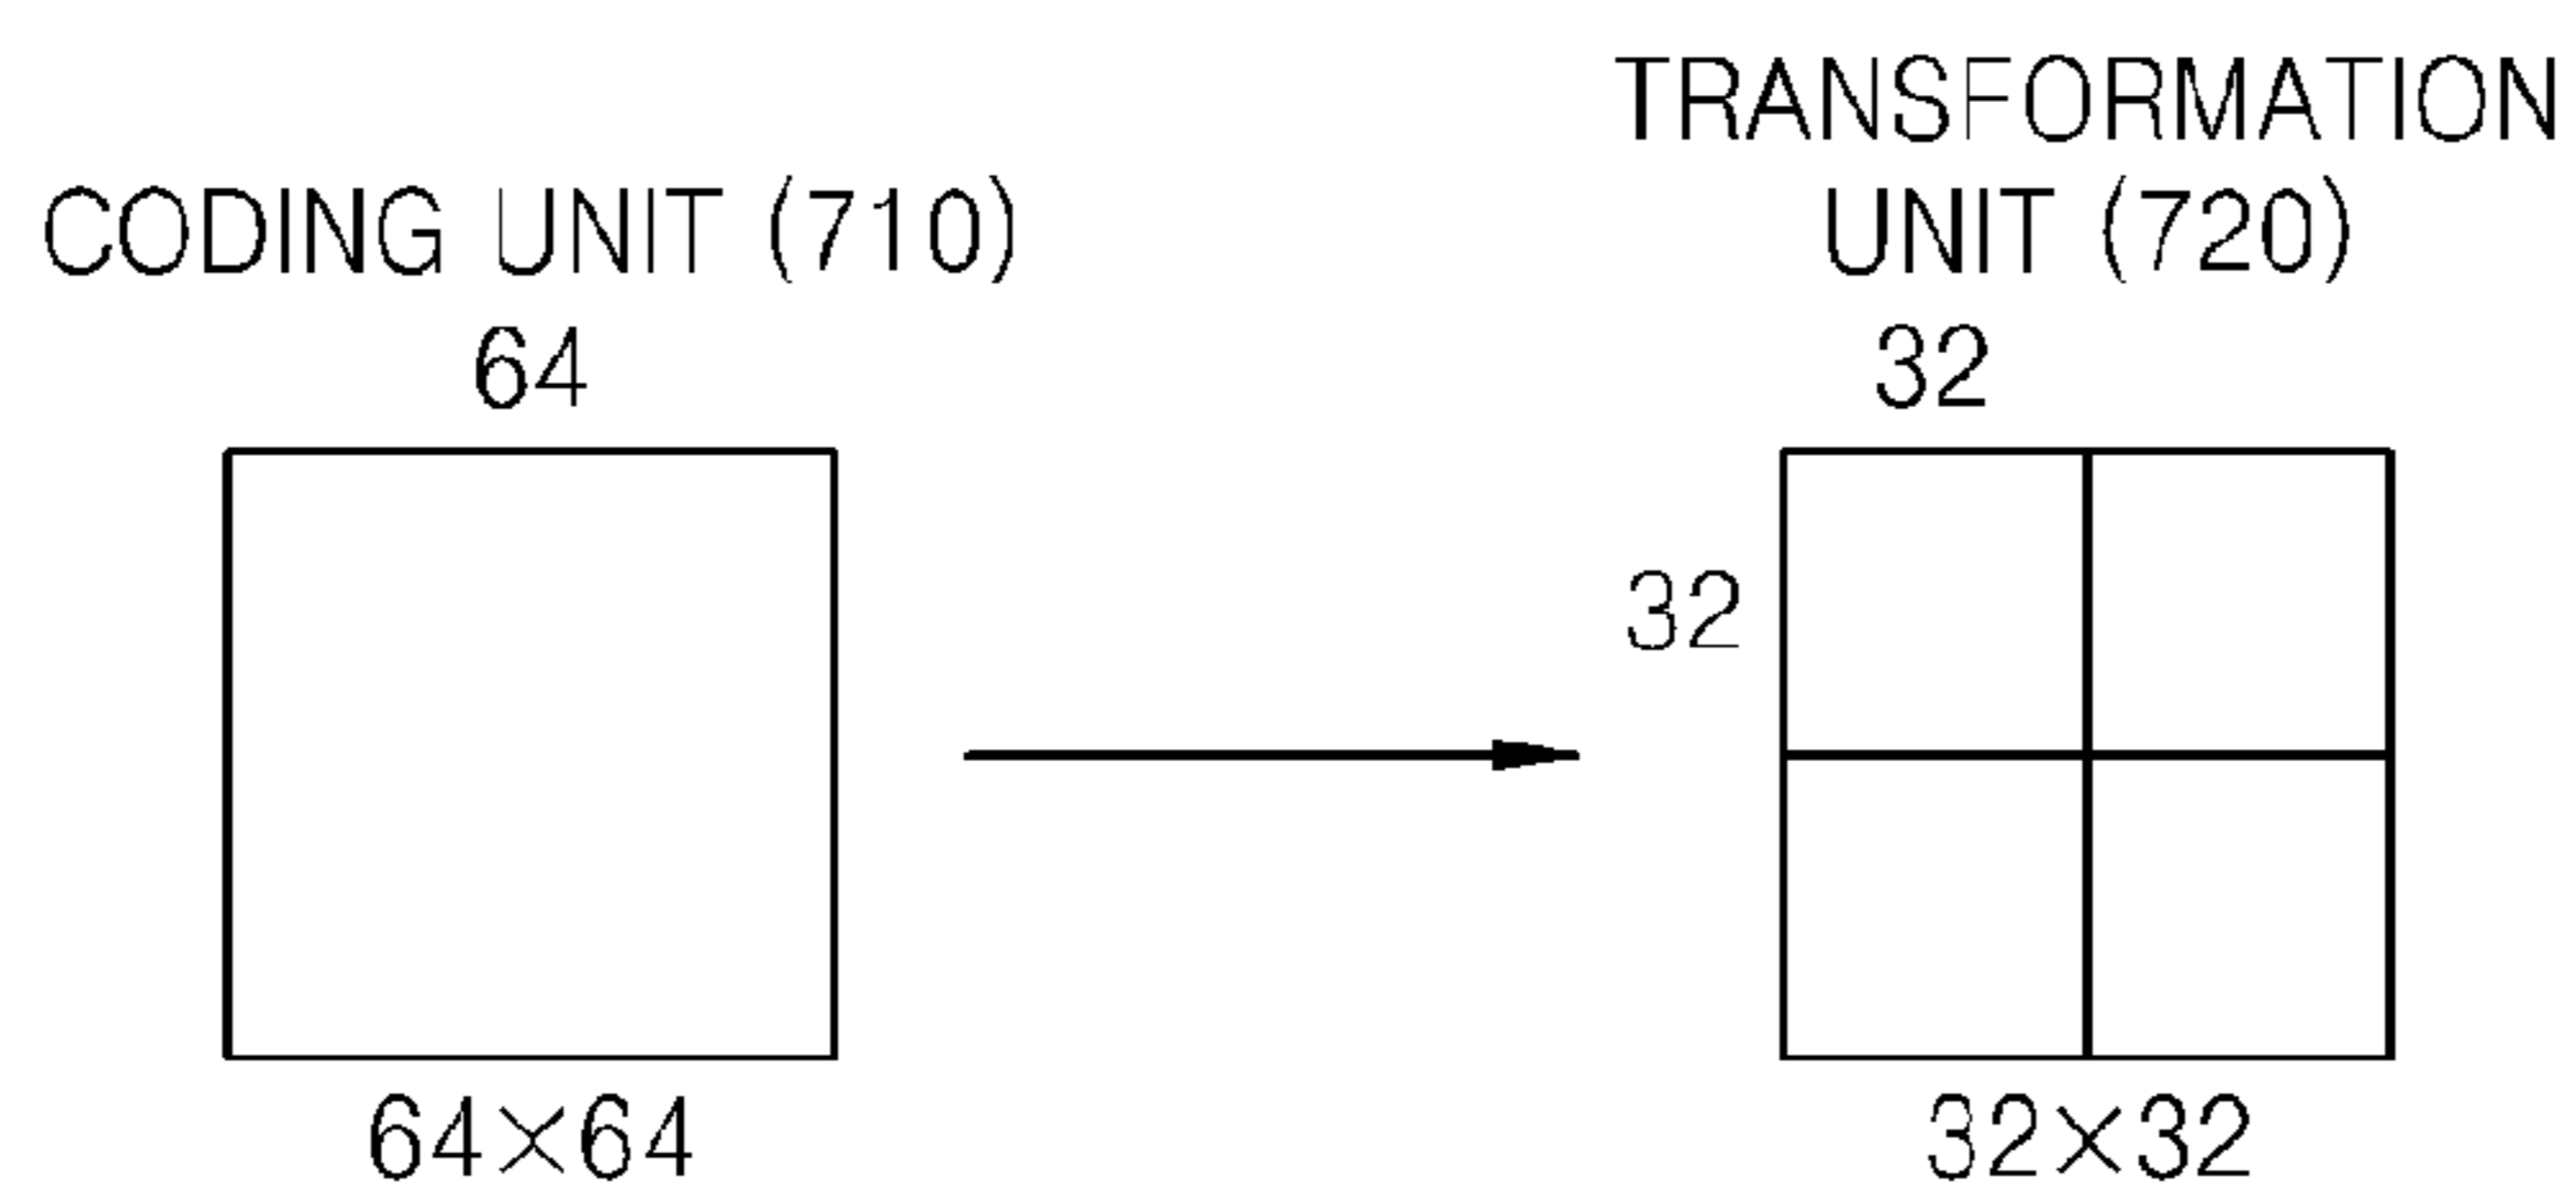 CODING UNIT (710)
64
64×64
TRANSFORMATION
UNIT (720)
32
32
32×32